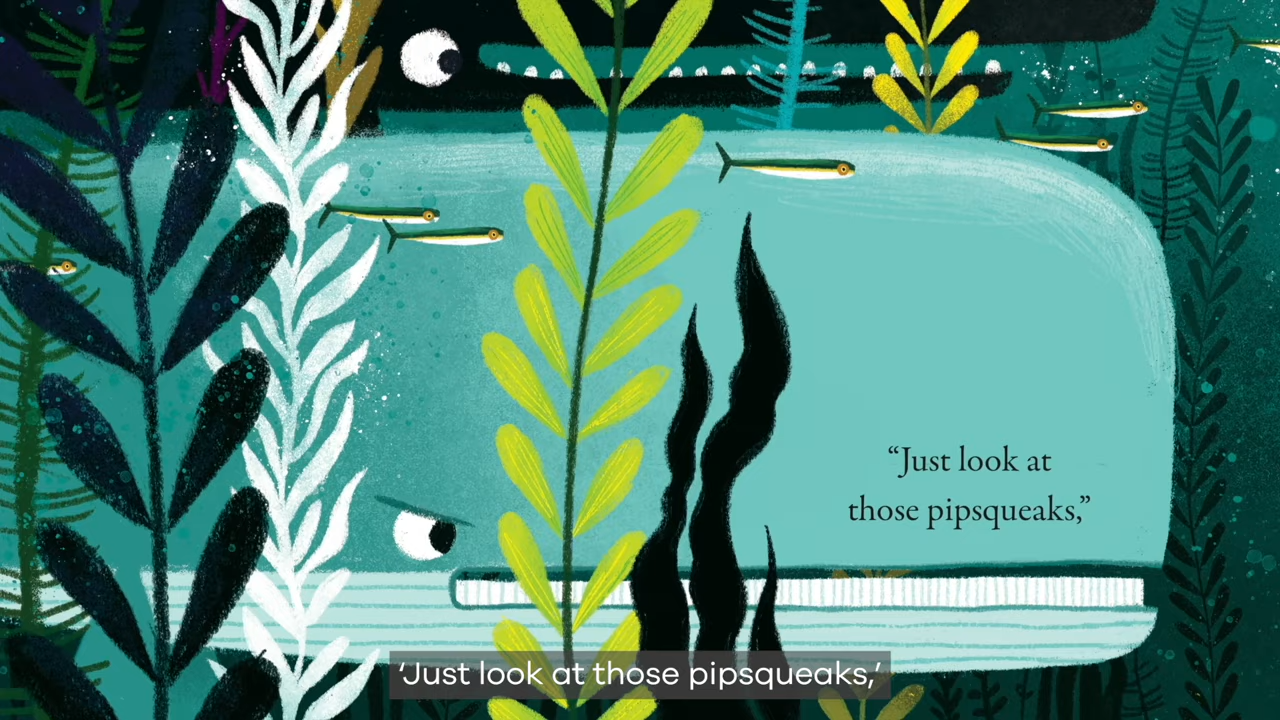 “Just look at
those pipsqueaks,”
‘Just look at those pipsqueaks,’